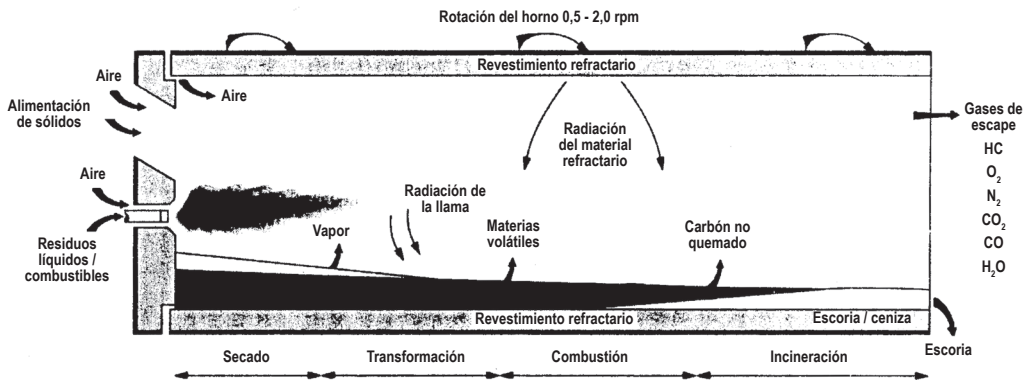 Rotación del horno 0,5 - 2,0 rpm
Revestimiento refractario
Aire
Aire
Alimentación
de sólidos
Gases de
escape
HC
O₂
N₂
CO₂
CO
H₂O
Radiación
del material
refractario
Aire
Radiación de
la llama
Residuos
líquidos /
combustibles
Vapor
Materias
volátiles
Carbón no
quemado
Revestimiento refractario
Escoria / ceniza
Escoria
Secado
Transformación
Combustión
Incineración